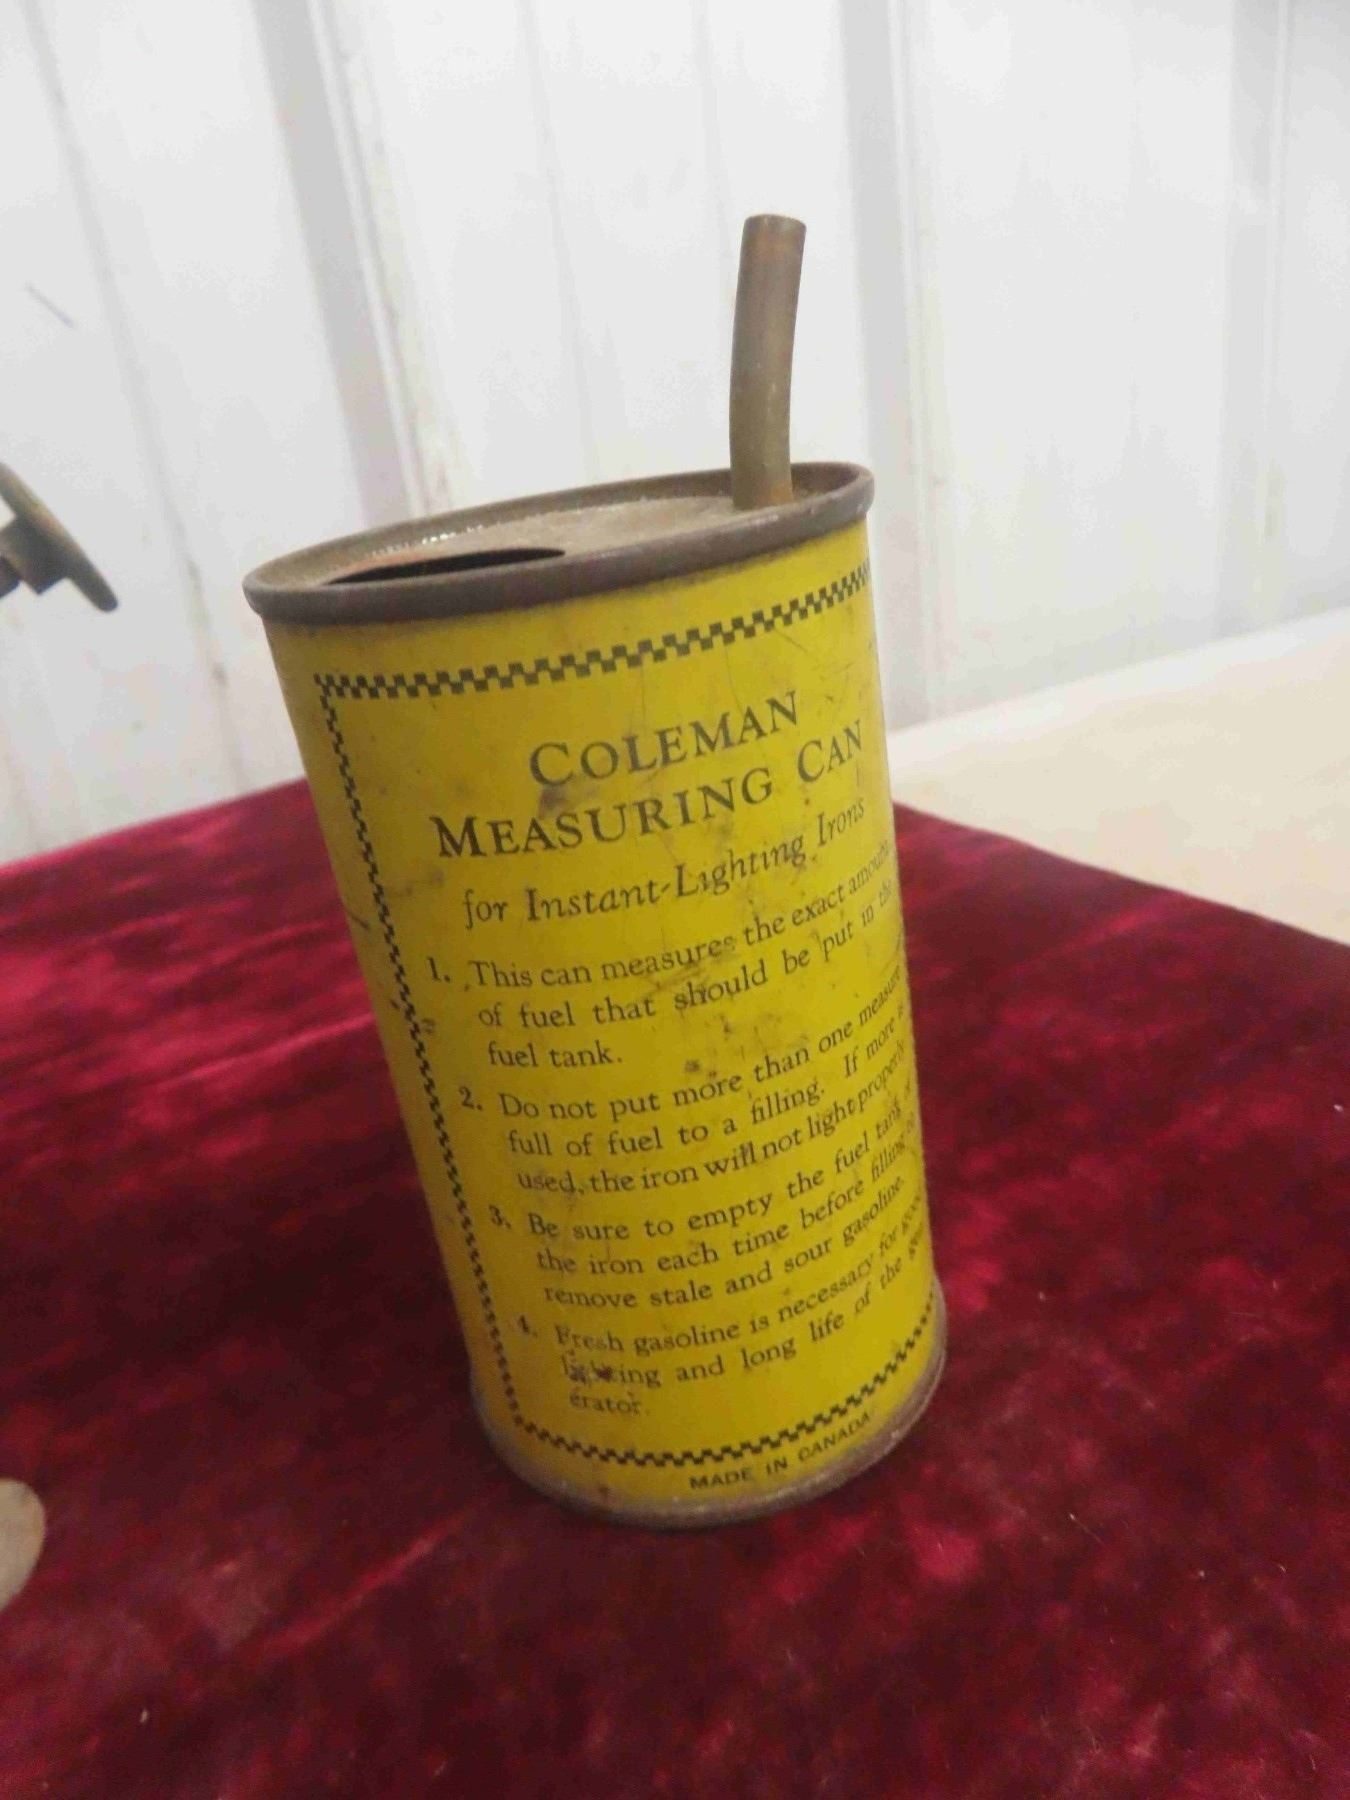 COLEMAN
MEASURING CAN
for Instant-Lighting Irons
1. This can measures the exact amount
of fuel that should be put in the
fuel tank.
2. Do not put more than one measure
full of fuel to a filling. If more is
used, the iron will not light properly.
3. Be sure to empty the fuel tank of
the iron each time before filling to
remove stale and sour gasoline.
4. Fresh gasoline is necessary for good
lighting and long life of the
erator.
MADE IN CANADA